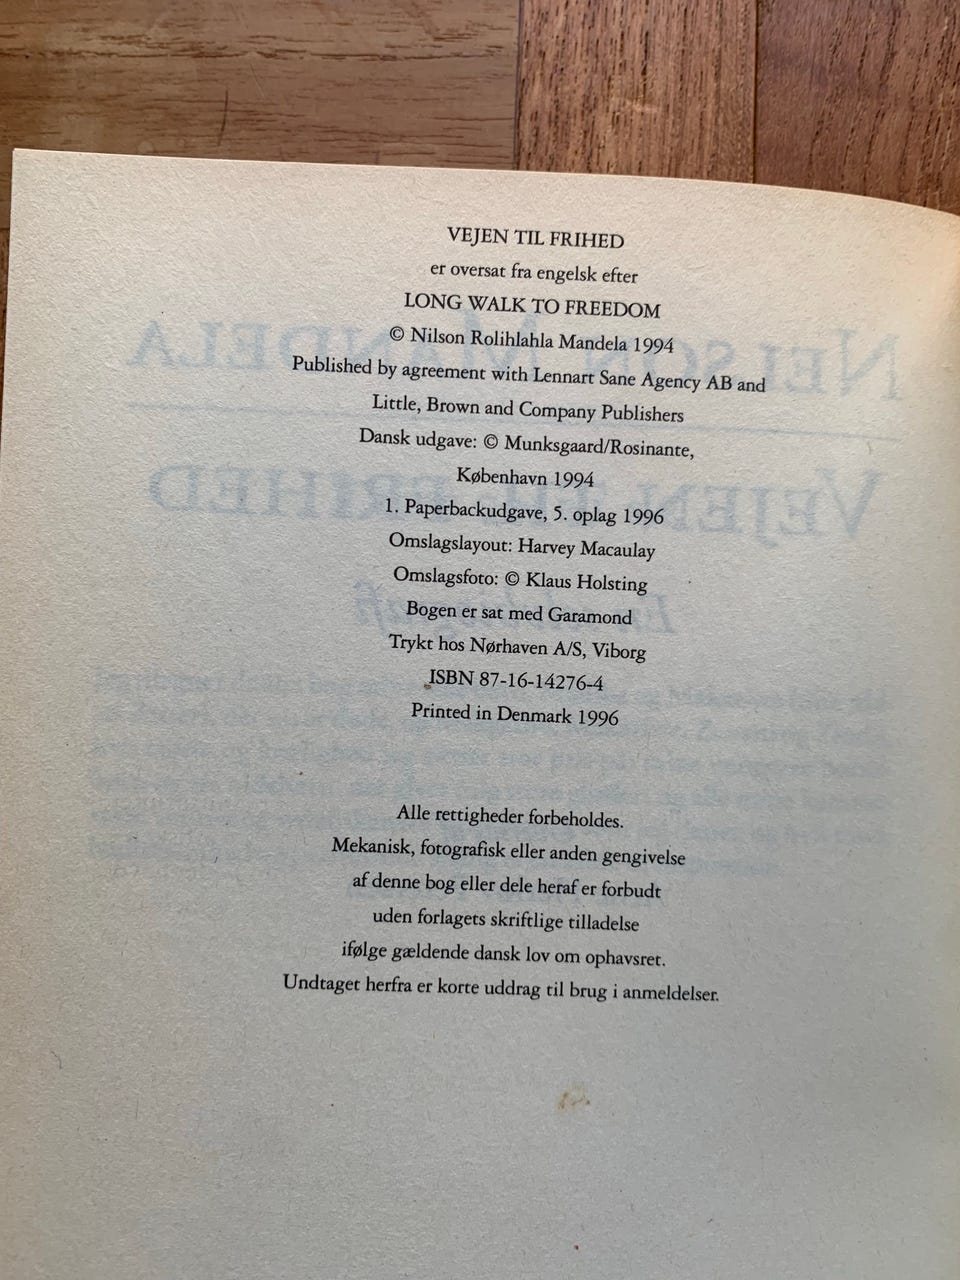 VEJEN TIL FRIHED
er oversat fra engelsk efter
LONG WALK TO FREEDOM
© Nilson Rolihlahla Mandela 1994
Published by agreement with Lennart Sane Agency AB and
Little, Brown and Company Publishers
Dansk udgave: © Munksgaard/Rosinante,
København 1994
1. Paperbackudgave, 5. oplag 1996
Omslagslayout: Harvey Macaulay
Omslagsfoto: © Klaus Holsting
Bogen er sat med Garamond
Trykt hos Nørhaven A/S, Viborg
ISBN 87-16-14276-4
Printed in Denmark 1996
Alle rettigheder forbeholdes.
Mekanisk, fotografisk eller anden gengivelse
af denne bog eller dele heraf er forbudt
uden forlagets skriftlige tilladelse
ifølge gældende dansk lov om ophavsret.
Undtaget herfra er korte uddrag til brug i anmeldelser.
NELSON MANDELA
VEJEN TIL FRIHED